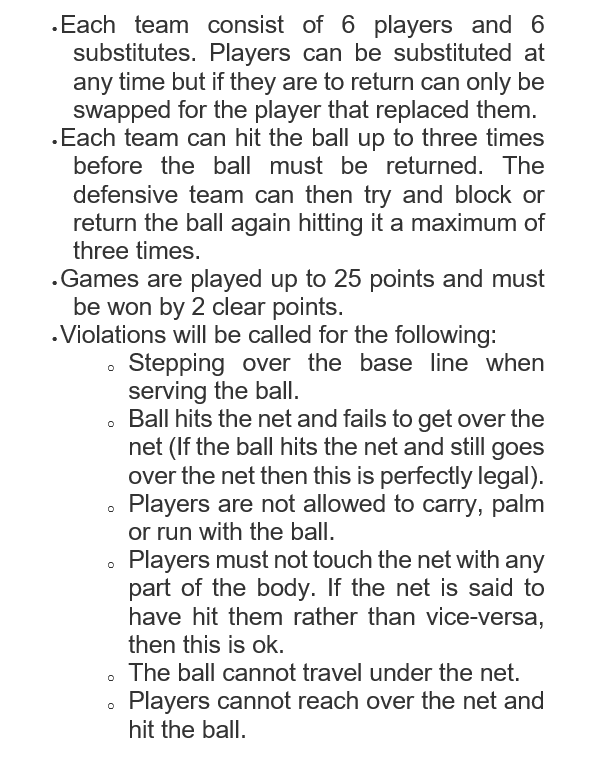 •Each team consist of 6 players and 6
substitutes. Players can be substituted at
any time but if they are to return can only be
swapped for the player that replaced them.
•Each team can hit the ball up to three times
before the ball must be returned. The
defensive team can then try and block or
return the ball again hitting it a maximum of
three times.
•Games are played up to 25 points and must
be won by 2 clear points.
•Violations will be called for the following:
o Stepping over the base line when
serving the ball.
o Ball hits the net and fails to get over the
net (If the ball hits the net and still goes
over the net then this is perfectly legal).
o Players are not allowed to carry, palm
or run with the ball.
o Players must not touch the net with any
part of the body. If the net is said to
have hit them rather than vice-versa,
then this is ok.
o The ball cannot travel under the net.
o Players cannot reach over the net and
hit the ball.